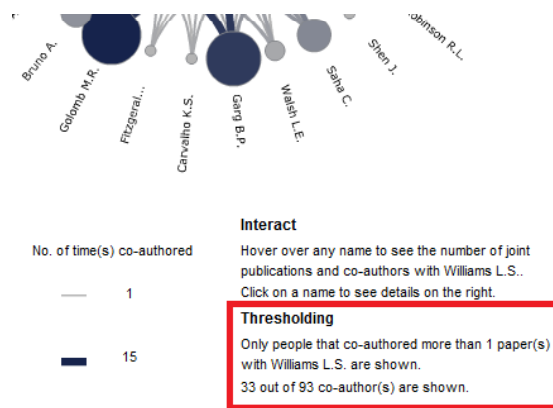 Bruno A.
Golomb M.R.
Fitzgeral...
Carvalho K.S.
Garg B.P.
Walsh L.E.
Saha C.
Shen J.
Robinson R.L.
Interact
No. of time(s) co-authored
Hover over any name to see the number of joint
publications and co-authors with Williams L.S..
Click on a name to see details on the right.
1
Thresholding
Only people that co-authored more than 1 paper(s)
with Williams L.S. are shown.
15
33 out of 93 co-author(s) are shown.